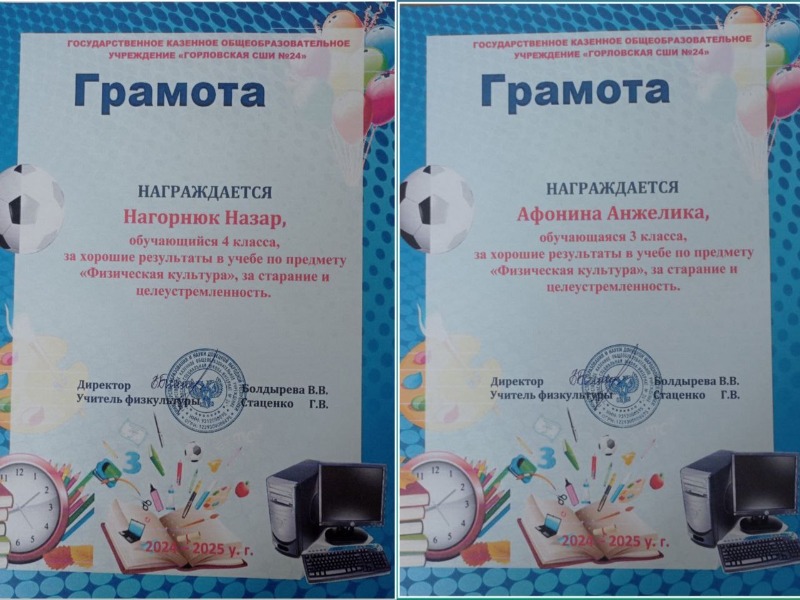 ГОСУДАРСТВЕННОЕ КАЗЕННОЕ ОБЩЕОБРАЗОВАТЕЛЬНОЕ
УЧРЕЖДЕНИЕ «ГОРЛОВСКАЯ СШИ №24»
Грамота
НАГРАЖДАЕТСЯ
Нагорнюк Назар,
обучающийся 4 класса,
за хорошие результаты в учебе по предмету
«Физическая культура», за старание и
целеустремленность.
Директор Болдырева В.В.
Учитель физкультуры Стаценко Г.В.
2024 - 2025 у. г.
ГОСУДАРСТВЕННОЕ КАЗЕННОЕ ОБЩЕОБРАЗОВАТЕЛЬНОЕ
УЧРЕЖДЕНИЕ «ГОРЛОВСКАЯ СШИ №24»
Грамота
НАГРАЖДАЕТСЯ
Афонина Анжелика,
обучающаяся 3 класса,
за хорошие результаты в учебе по предмету
«Физическая культура», за старание и
целеустремленность.
Директор Болдырева В.В.
Учитель физкультуры Стаценко Г.В.
2024 - 2025 у. г.